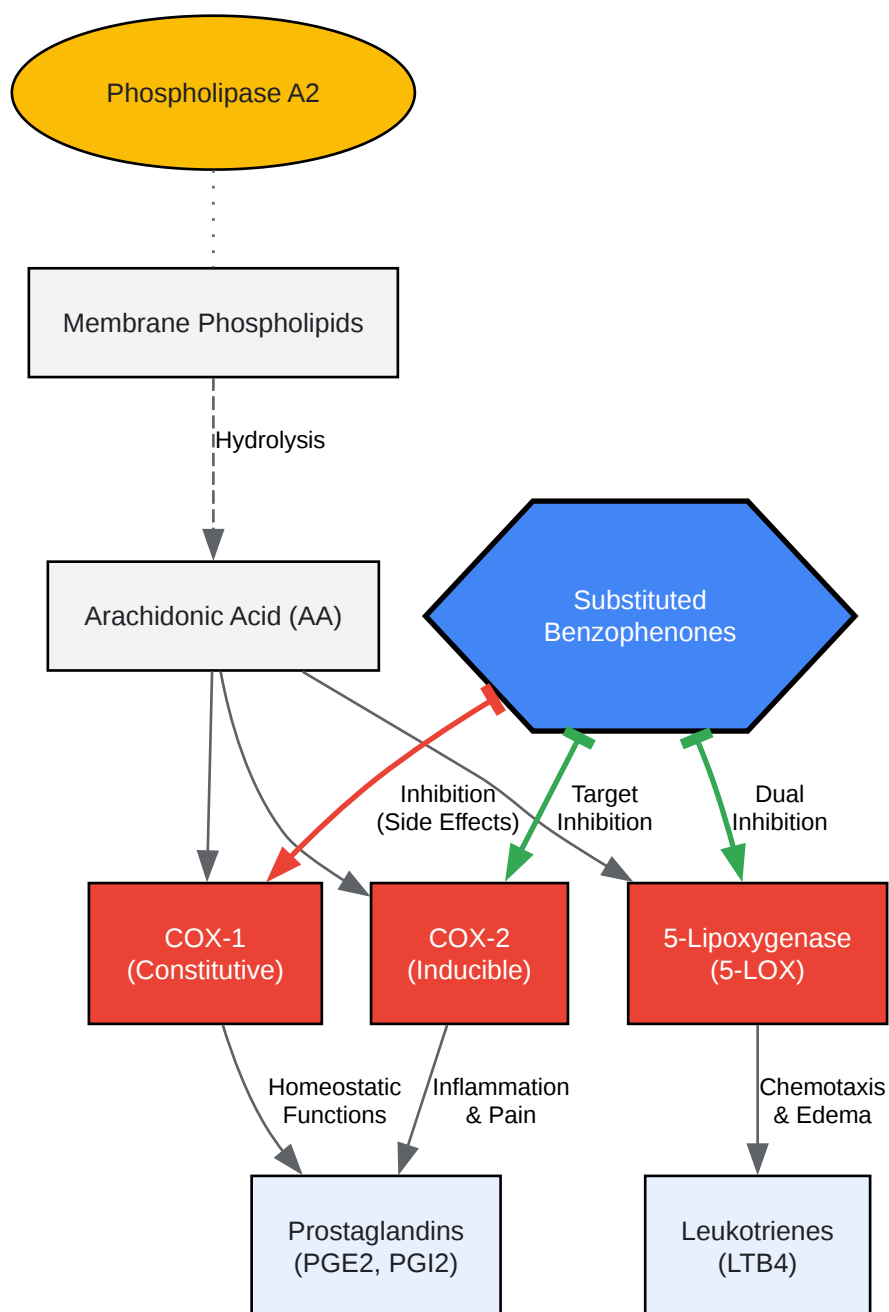 Phospholipase A2
Membrane Phospholipids
Hydrolysis
Arachidonic Acid (AA)
Substituted
Benzophenones
Inhibition
(Side Effects)
Target
Inhibition
Dual
Inhibition
COX-1
(Constitutive)
COX-2
(Inducible)
5-Lipoxygenase
(5-LOX)
Homeostatic
Functions
Inflammation
& Pain
Chemotaxis
& Edema
Prostaglandins
(PGE2, PGI2)
Leukotrienes
(LTB4)